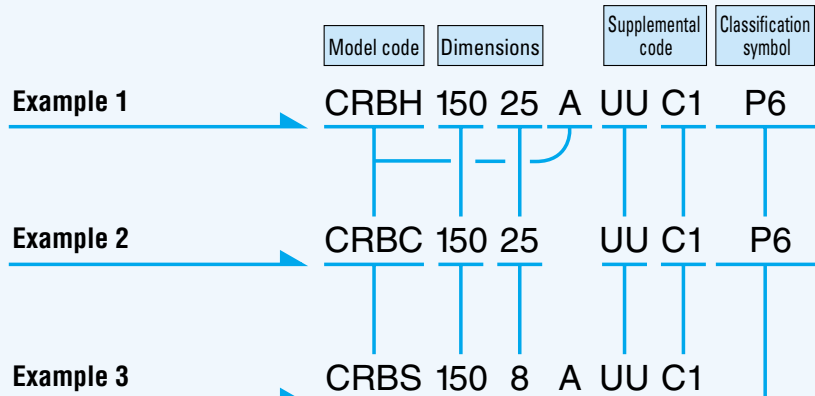 Model code Dimensions Supplemental code Classification symbol
Example 1 CRBH 150 25 A UU C1 P6
Example 2 CRBC 150 25 UU C1 P6
Example 3 CRBS 150 8 A UU C1